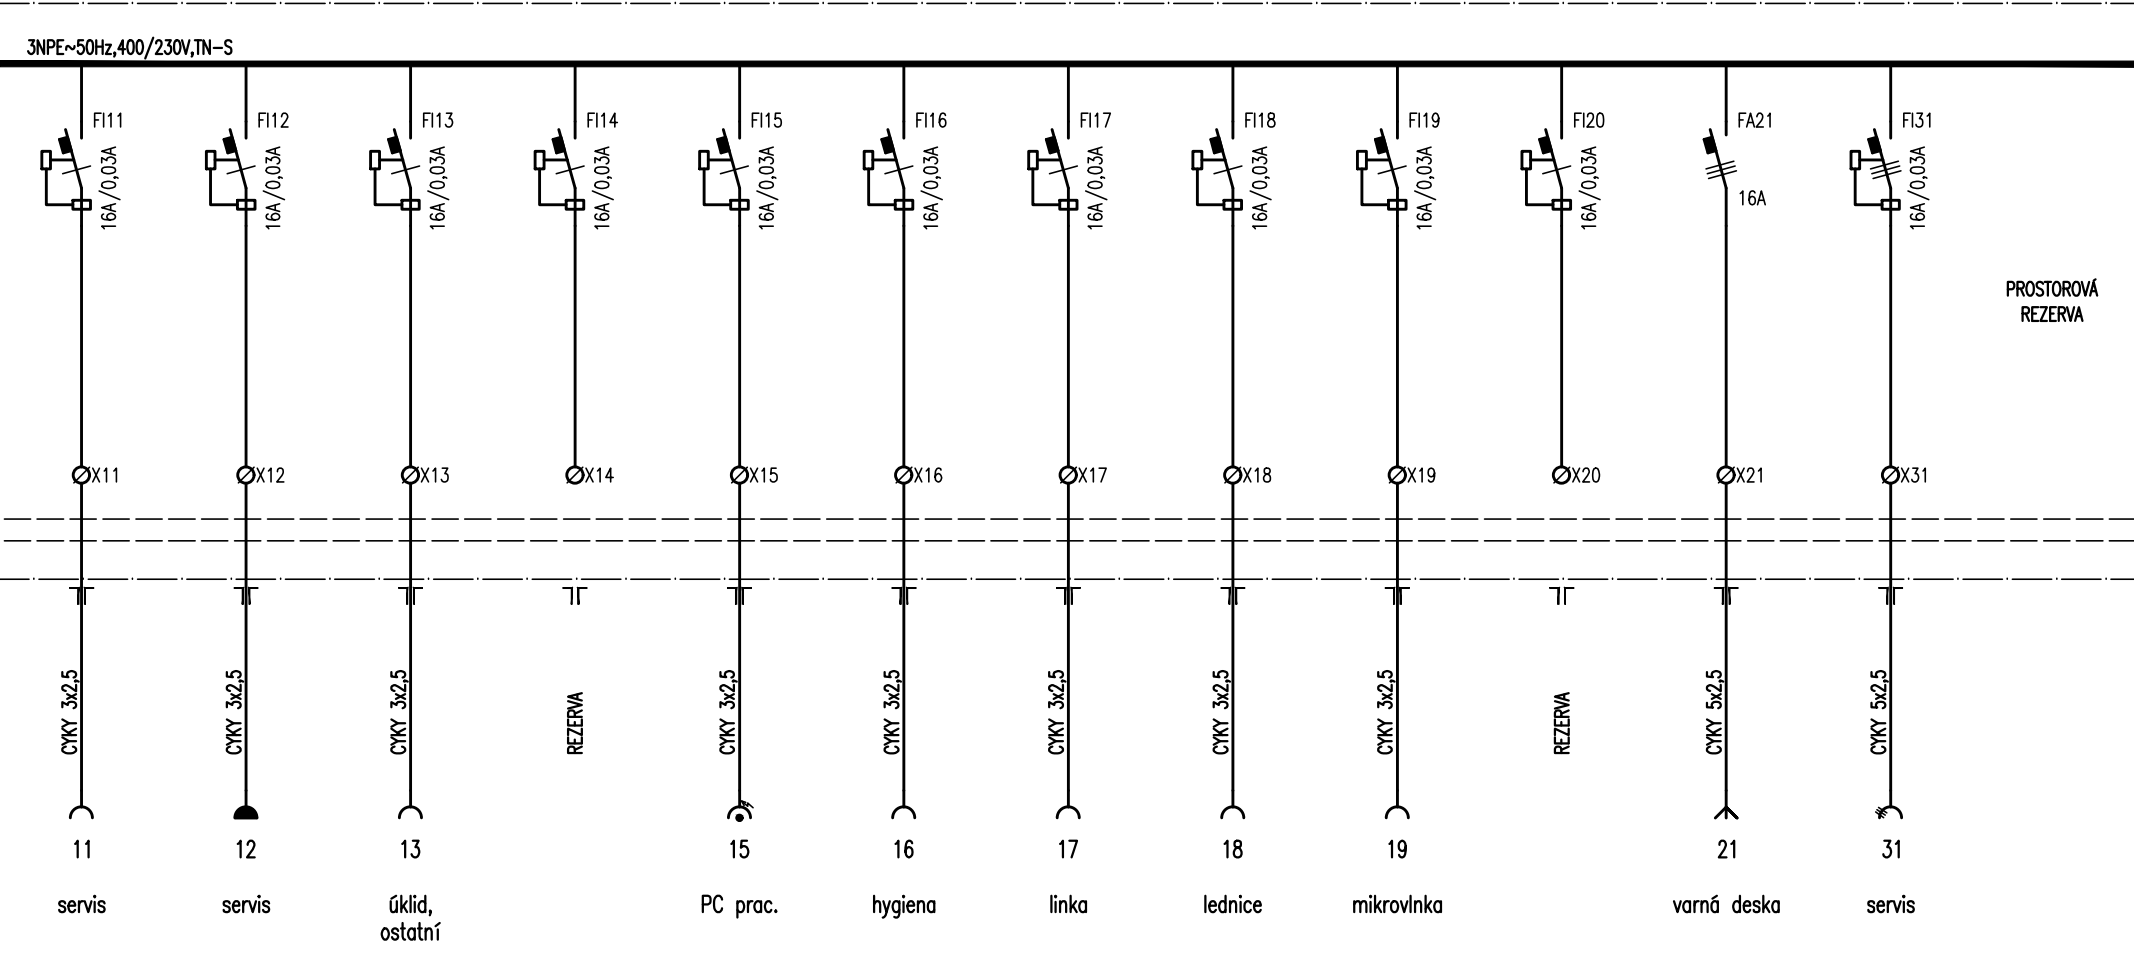 3NPE~50Hz,400/230V,TN-S
FI11
FI12
FI13
FI14
FI15
FI16
FI17
FI18
FI19
FI20
FA21
FI31
16A/0,03A
16A/0,03A
16A/0,03A
16A/0,03A
16A/0,03A
16A/0,03A
16A/0,03A
16A/0,03A
16A/0,03A
16A/0,03A
16A
16A/0,03A
PROSTOROVÁ
REZERVA
X11
X12
X13
X14
X15
X16
X17
X18
X19
X20
X21
X31
CYKY 3x2,5
CYKY 3x2,5
CYKY 3x2,5
REZERVA
CYKY 3x2,5
CYKY 3x2,5
CYKY 3x2,5
CYKY 3x2,5
CYKY 3x2,5
REZERVA
CYKY 5x2,5
CYKY 5x2,5
11
12
13
15
16
17
18
19
21
31
servis
servis
úklid,
ostatní
PC prac.
hygiena
linka
lednice
mikrovlnka
varná deska
servis